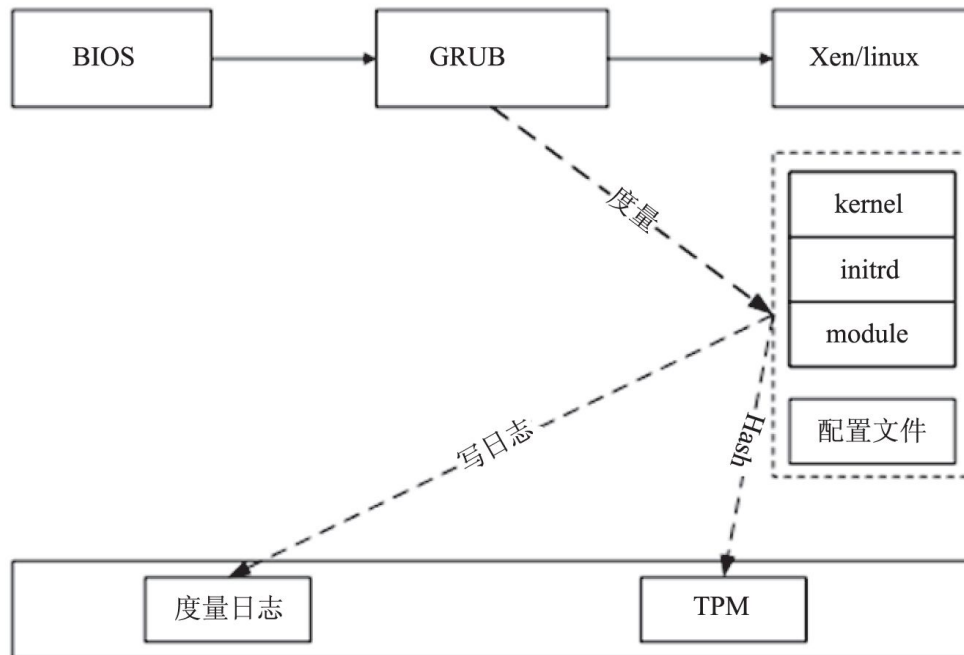 BIOS
GRUB
Xen/linux
度量
kernel
initrd
module
配置文件
写日志
Hash
度量日志
TPM